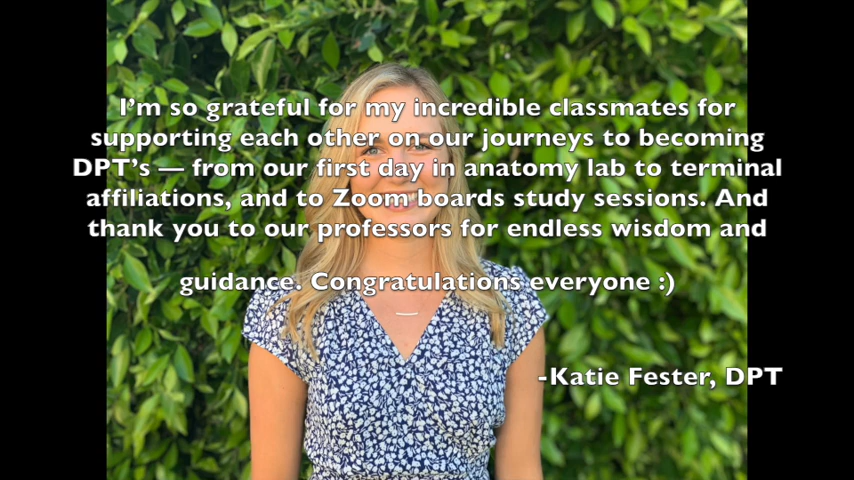 I'm so grateful for my incredible classmates for
supporting each other on our journeys to becoming
DPT's — from our first day in anatomy lab to terminal
affiliations, and to Zoom boards study sessions. And
thank you to our professors for endless wisdom and
guidance. Congratulations everyone :)
-Katie Fester, DPT